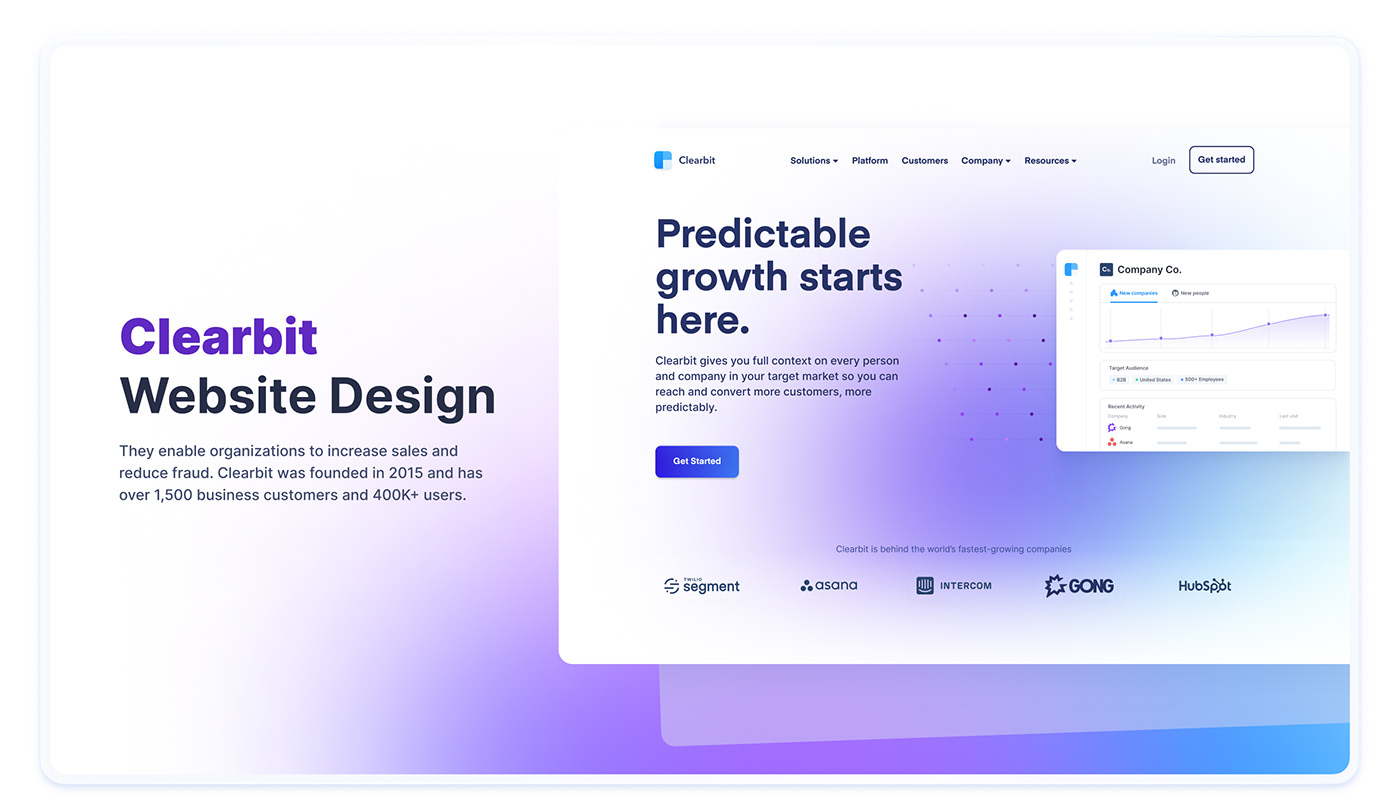 Clearbit
Website Design
They enable organizations to increase sales and
reduce fraud. Clearbit was founded in 2015 and has
over 1,500 business customers and 400K+ users.
Clearbit
Solutions Platform Customers Company Resources
Login Get started
Predictable
growth starts
here.
Clearbit gives you full context on every person
and company in your target market so you can
reach and convert more customers, more
predictably.
Get Started
Co. Company Co.
New companies New people
Target Audience
B2B United States 500+ Employees
Recent Activity
Company Size Industry Last visit
Gong
Asana
Clearbit is behind the world's fastest-growing companies
TWILIO
segment
asana
INTERCOM
GONG
HubSpot